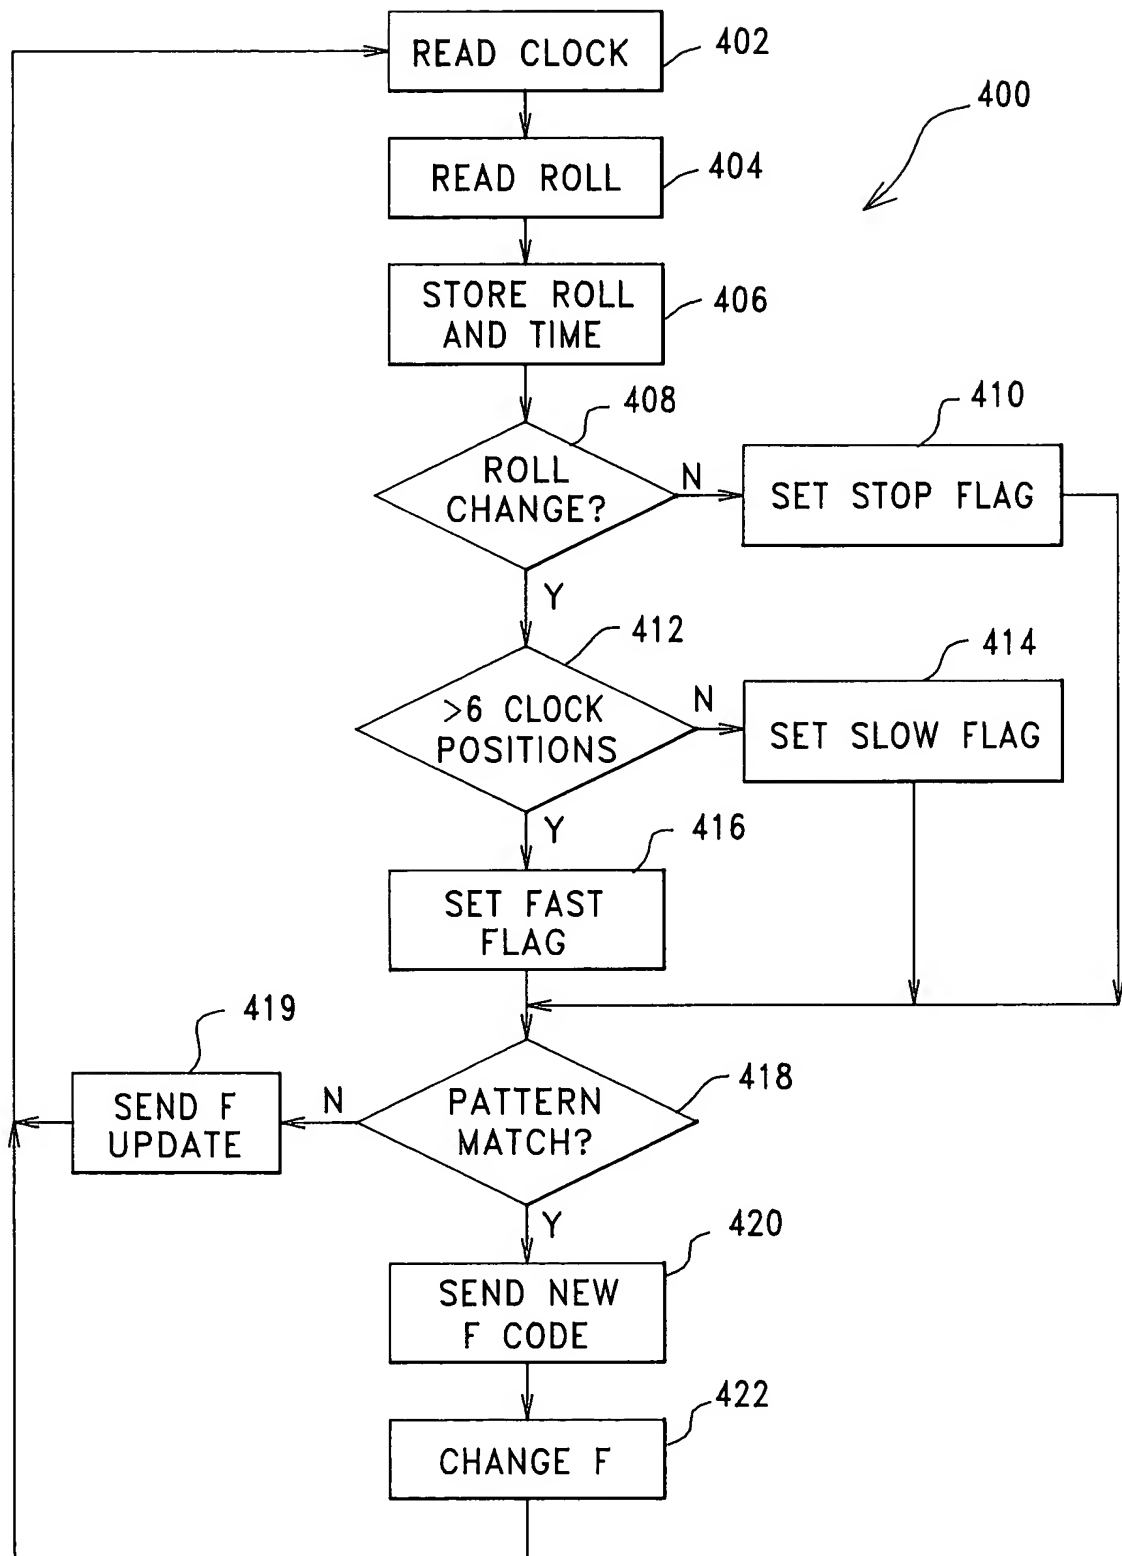 READ CLOCK
402
400
READ ROLL
404
STORE ROLL
AND TIME
406
408
ROLL
CHANGE?
N
410
SET STOP FLAG
Y
412
>6 CLOCK
POSITIONS
N
414
SET SLOW FLAG
Y
416
SET FAST
FLAG
419
SEND F
UPDATE
N
418
PATTERN
MATCH?
Y
420
SEND NEW
F CODE
422
CHANGE F